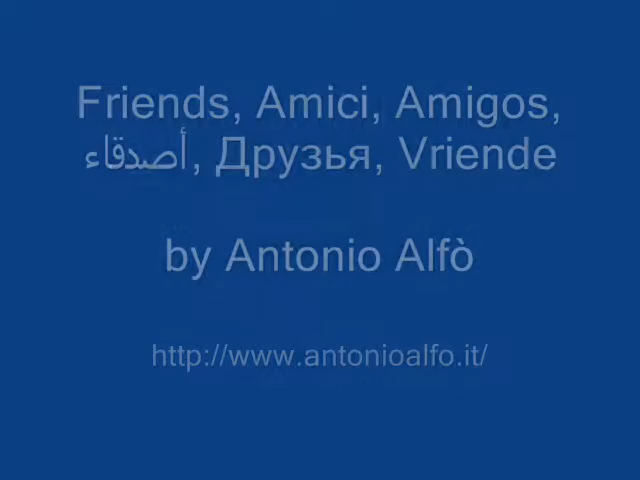 Friends, Amici, Amigos,
أصدقاء, Друзья, Vriende
by Antonio Alfò
http://www.antonioalfo.it/